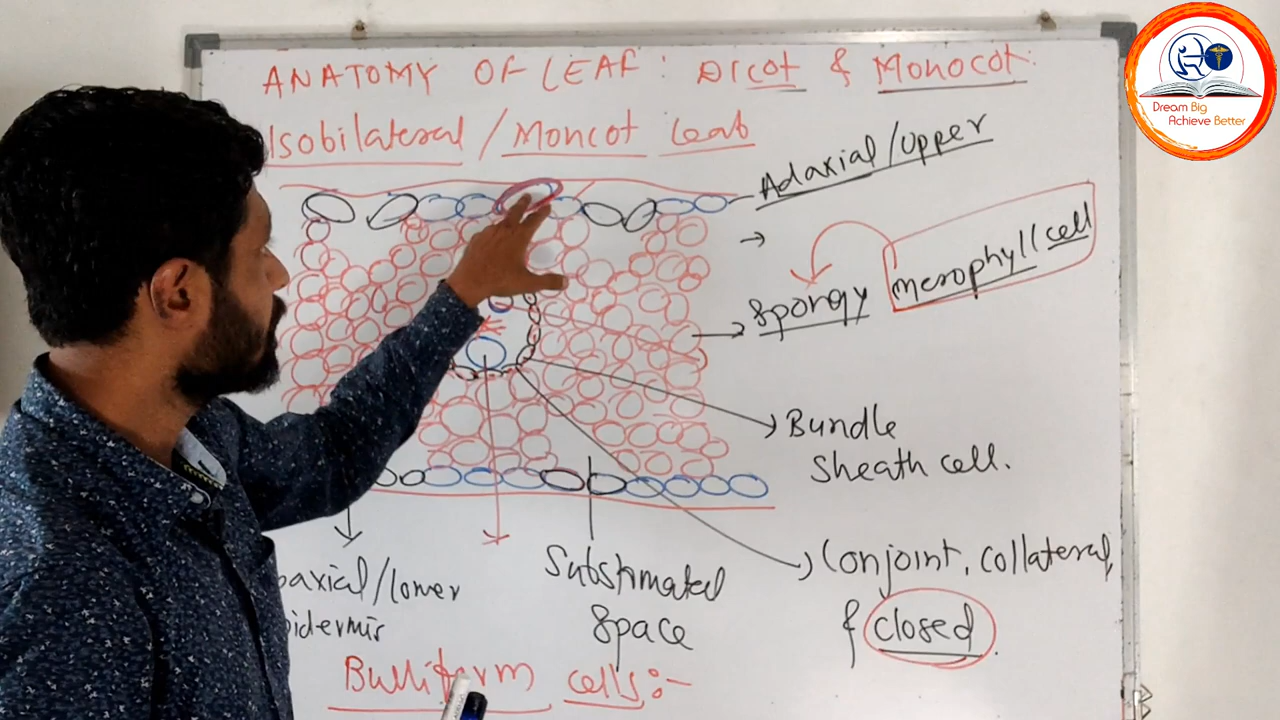 ANATOMY OF LEAF: DICOT & MONOCOT:
Isobilateral / Moncot Leaf
Adaxial/Upper
Spongy mesophyll cell
Bundle
Sheath cell.
Conjoint, collateral,
& closed
Substomatal
Space
baxial/lower
pidermis
Bulliform cells:-
Dream Big
Achieve Better